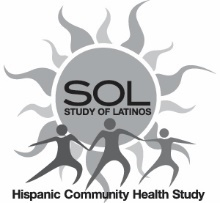 SOL
STUDY OF LATINOS
Hispanic Community Health Study